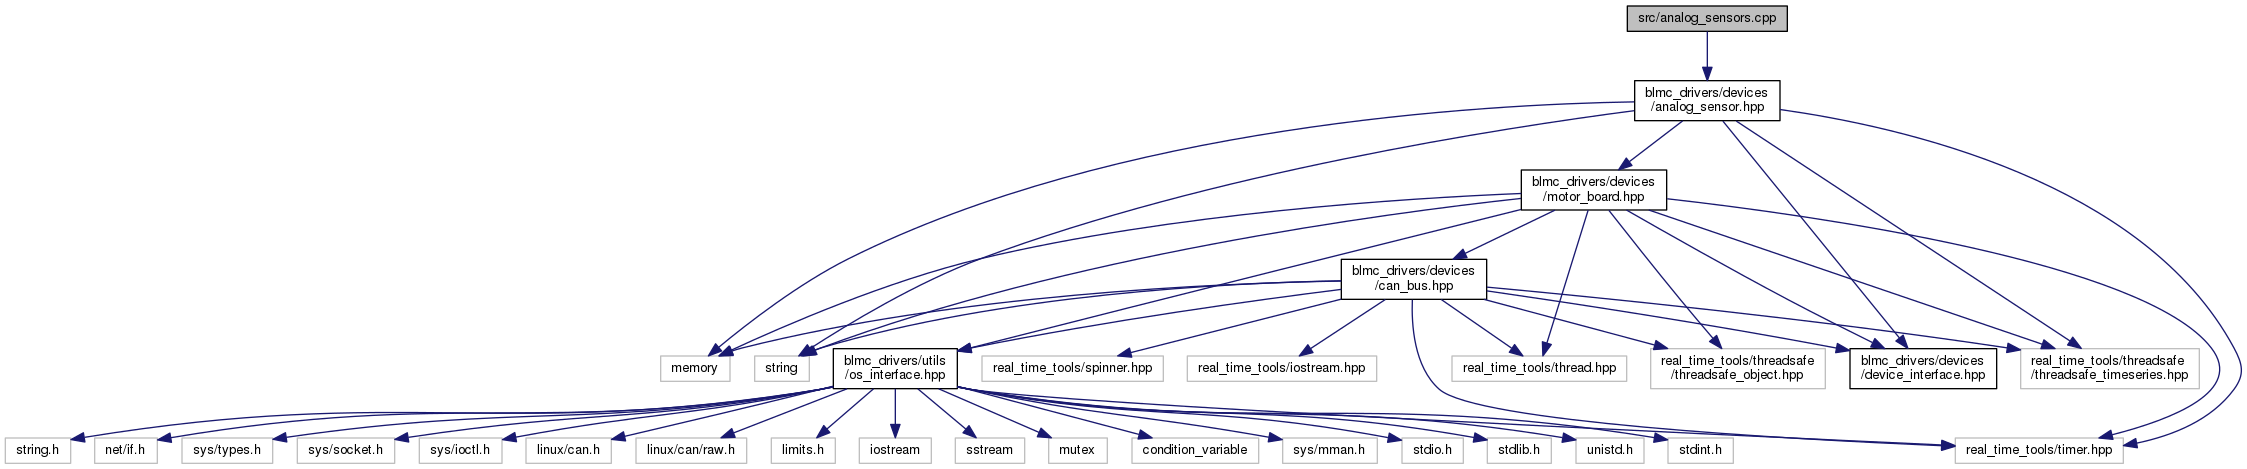 src/analog_sensors.cpp
blmc_drivers/devices
/analog_sensor.hpp
blmc_drivers/devices
/motor_board.hpp
blmc_drivers/devices
/can_bus.hpp
memory
string
blmc_drivers/utils
/os_interface.hpp
real_time_tools/spinner.hpp
real_time_tools/iostream.hpp
real_time_tools/thread.hpp
real_time_tools/threadsafe
/threadsafe_object.hpp
blmc_drivers/devices
/device_interface.hpp
real_time_tools/threadsafe
/threadsafe_timeseries.hpp
string.h
net/if.h
sys/types.h
sys/socket.h
sys/ioctl.h
linux/can.h
linux/can/raw.h
limits.h
iostream
sstream
mutex
condition_variable
sys/mman.h
stdio.h
stdlib.h
unistd.h
stdint.h
real_time_tools/timer.hpp